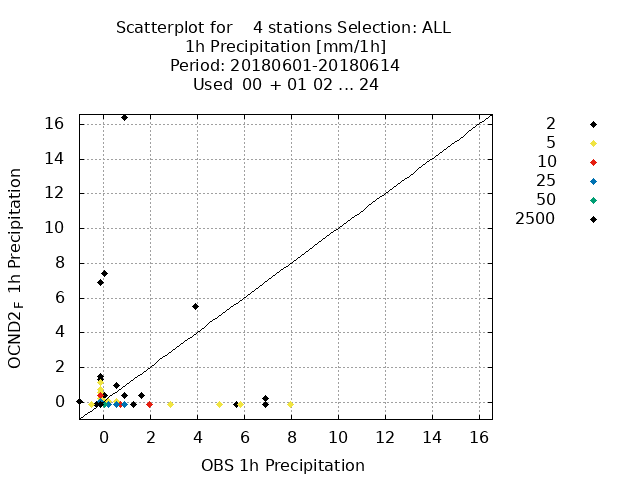 Scatterplot for    4 stations Selection: ALL
1h Precipitation [mm/1h]
Period: 20180601-20180614
Used  00 + 01 02 ... 24
2
5
10
25
50
2500
16
14
12
10
8
6
4
2
0
OCND2F 1h Precipitation
0 2 4 6 8 10 12 14 16
OBS 1h Precipitation